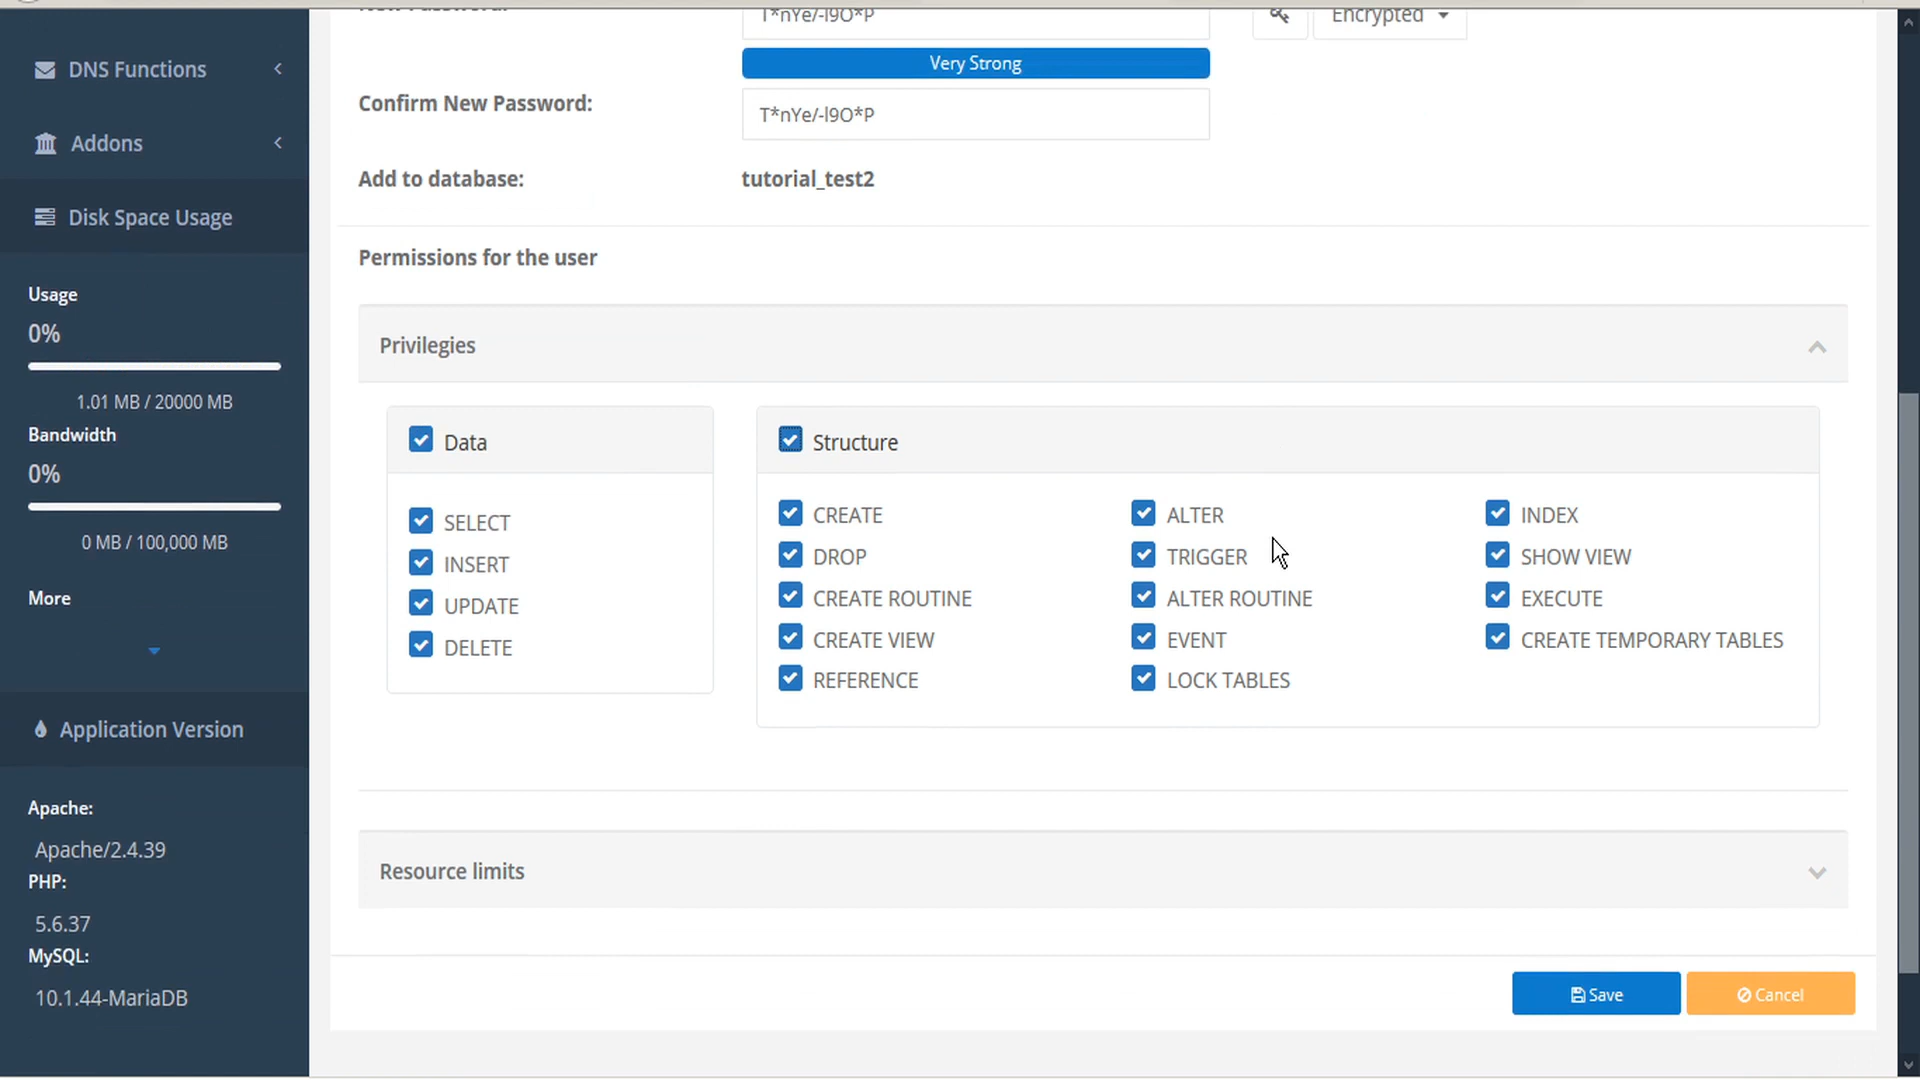 DNS Functions
Addons
Disk Space Usage
Usage
0%
1.01 MB / 20000 MB
Bandwidth
0%
0 MB / 100,000 MB
More
Application Version
Apache:
Apache/2.4.39
PHP:
5.6.37
MySQL:
10.1.44-MariaDB
New Password:
T*nYe/-l9O*P
Encrypted
Very Strong
Confirm New Password:
T*nYe/-l9O*P
Add to database:
tutorial_test2
Permissions for the user
Privilegies
Data
SELECT
INSERT
UPDATE
DELETE
Structure
CREATE
DROP
CREATE ROUTINE
CREATE VIEW
REFERENCE
ALTER
TRIGGER
ALTER ROUTINE
EVENT
LOCK TABLES
INDEX
SHOW VIEW
EXECUTE
CREATE TEMPORARY TABLES
Resource limits
Save
Cancel